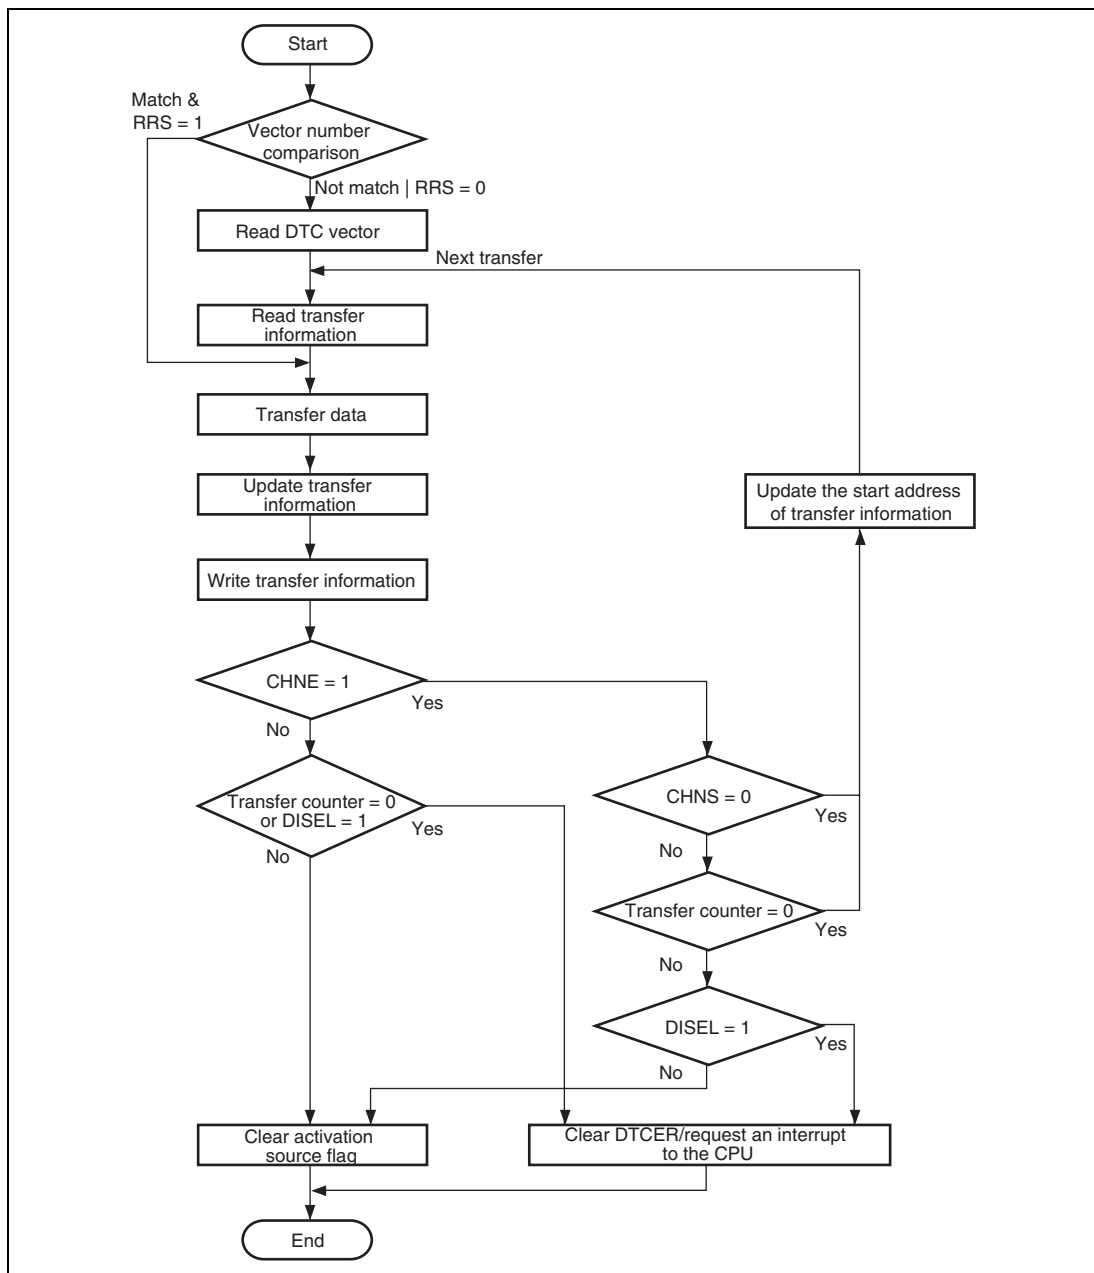 Start
Match &
RRS = 1
Vector number
comparison
Not match | RRS = 0
Read DTC vector
Next transfer
Read transfer
information
Transfer data
Update transfer
information
Update the start address
of transfer information
Write transfer information
CHNE = 1
Yes
No
Transfer counter = 0
or DISEL = 1
Yes
No
CHNS = 0
Yes
No
Transfer counter = 0
Yes
No
DISEL = 1
Yes
No
Clear activation
source flag
Clear DTCER/request an interrupt
to the CPU
End